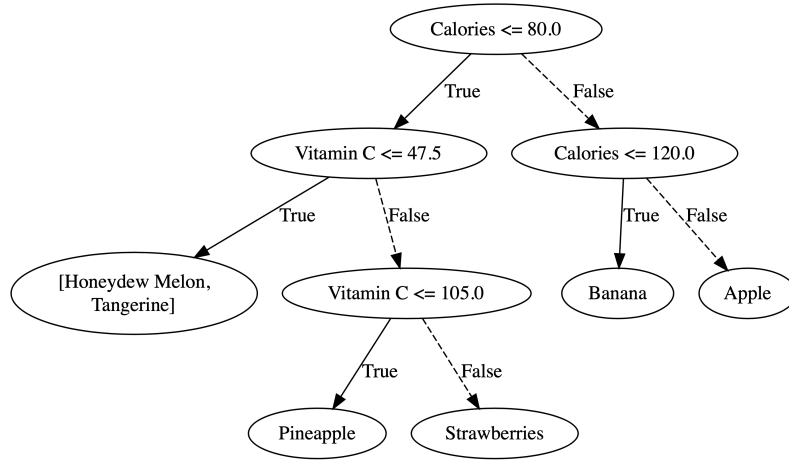 Calories <= 80.0
True
False
Vitamin C <= 47.5
Calories <= 120.0
True
False
True
False
[Honeydew Melon,
Tangerine]
Vitamin C <= 105.0
Banana
Apple
True
False
Pineapple
Strawberries